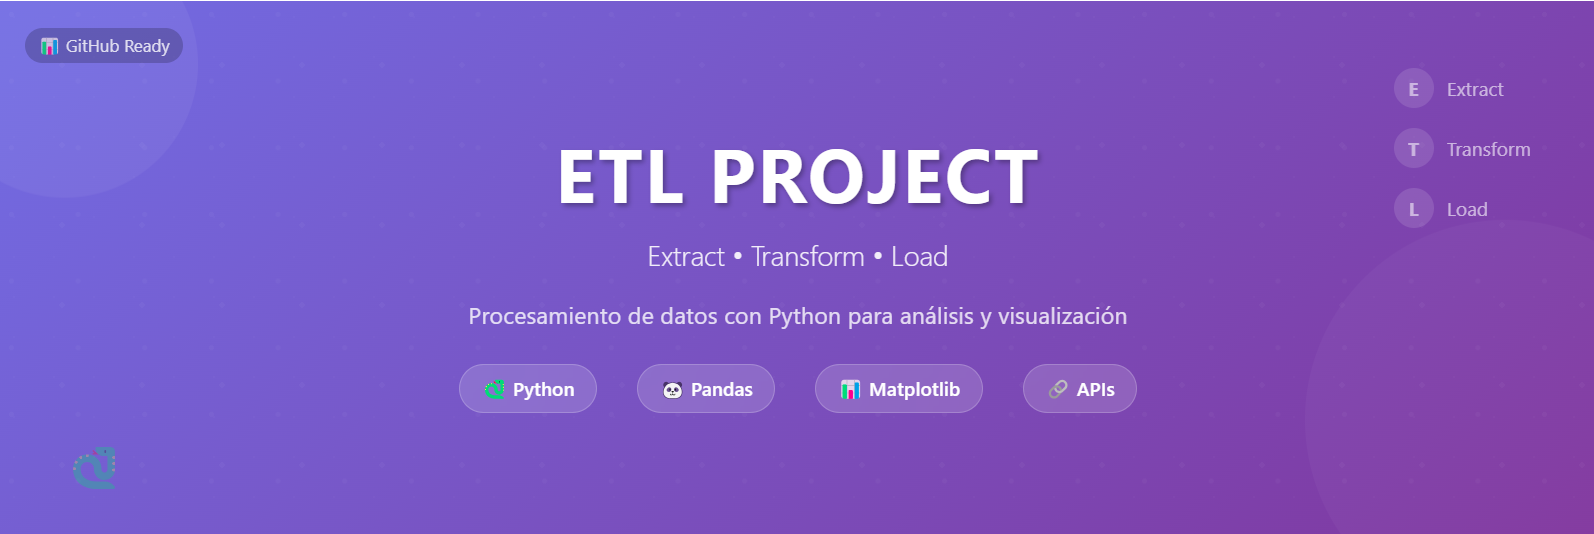 GitHub Ready
E Extract
T Transform
L Load
ETL PROJECT
Extract • Transform • Load
Procesamiento de datos con Python para análisis y visualización
Python Pandas Matplotlib APIs